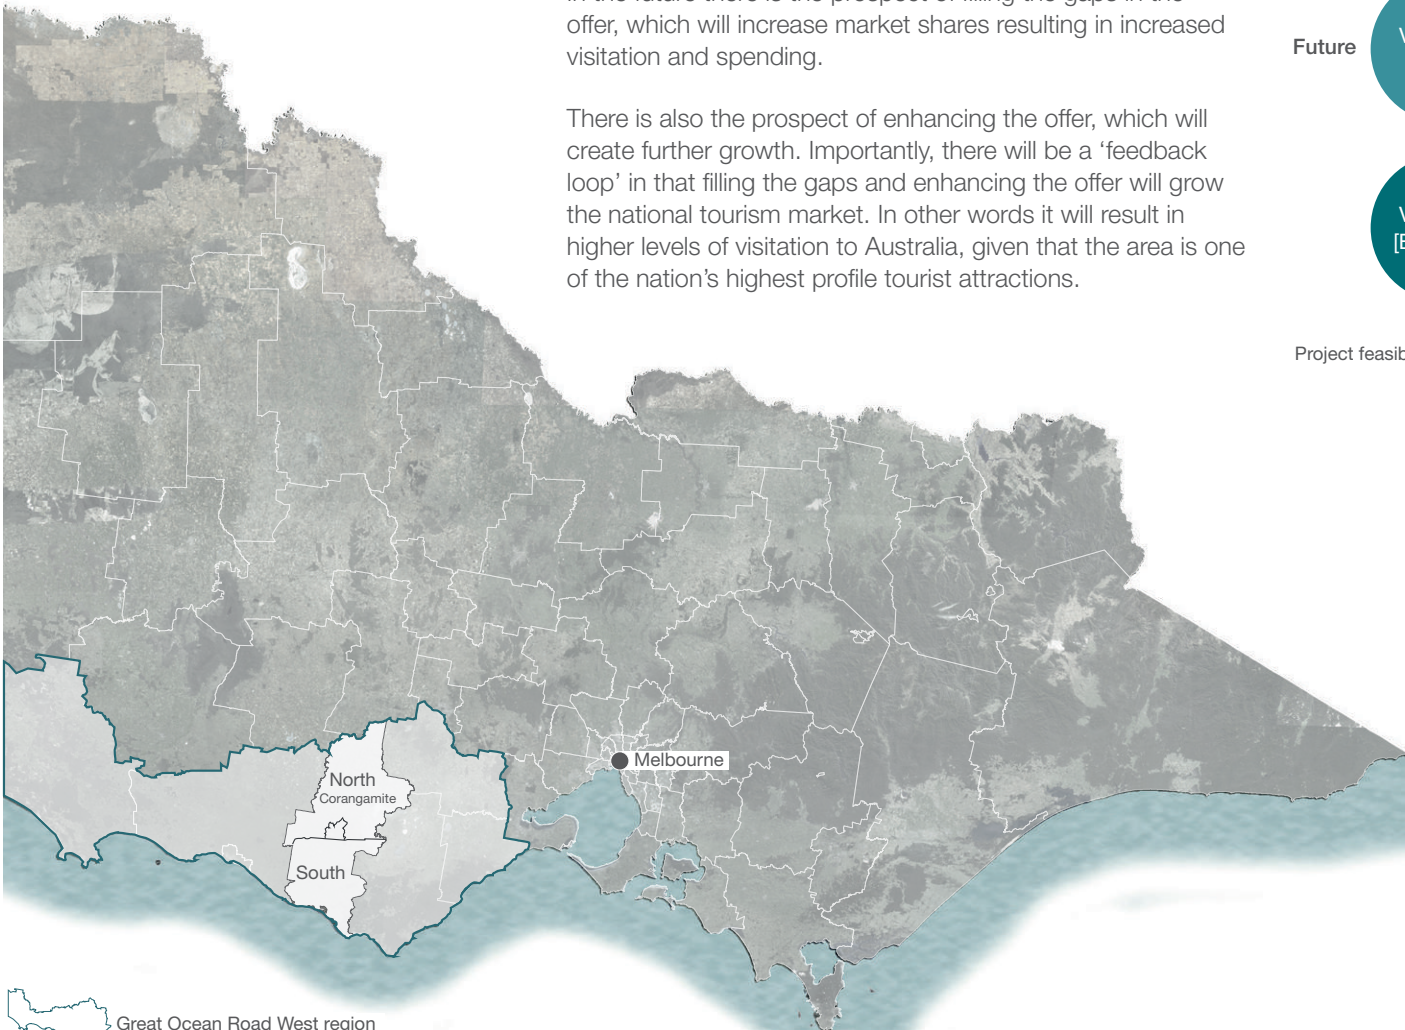 offer, which will increase market shares resulting in increased
visitation and spending.
There is also the prospect of enhancing the offer, which will
create further growth. Importantly, there will be a ‘feedback
loop’ in that filling the gaps and enhancing the offer will grow
the national tourism market. In other words it will result in
higher levels of visitation to Australia, given that the area is one
of the nation’s highest profile tourist attractions.
Future
Project
North
Corangamite
South
Melbourne
Great Ocean Road West region